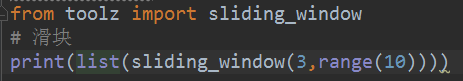 from toolz import sliding_window
# 滑块
print(list(sliding_window(3,range(10))))